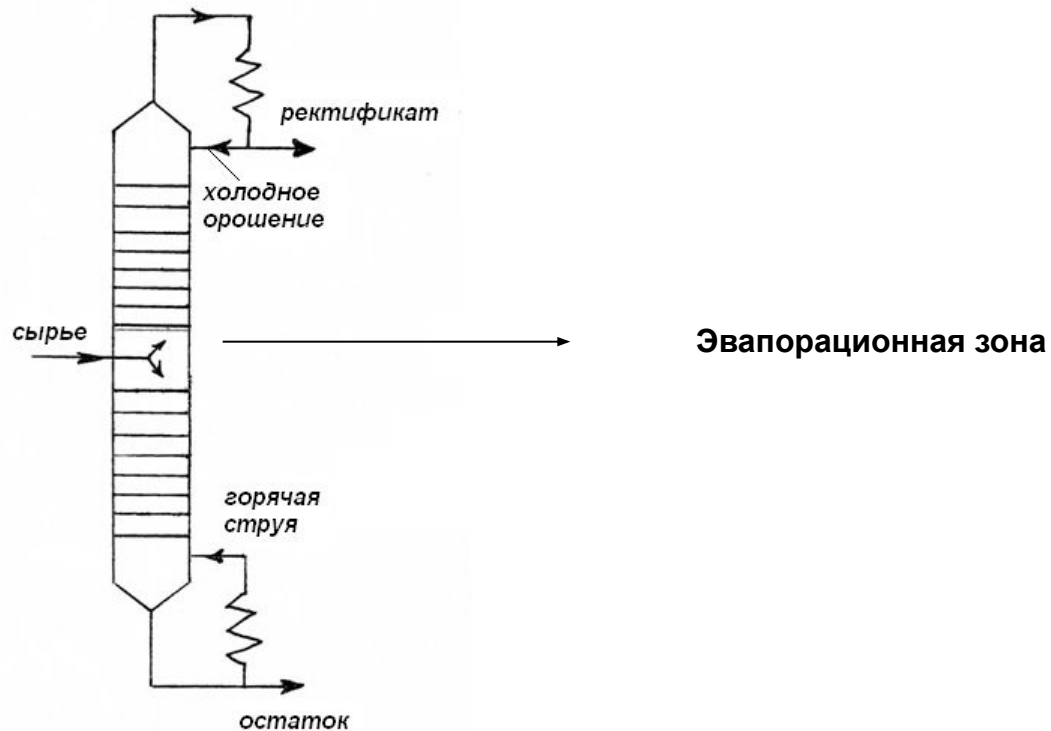 ректификат
холодное
орошение
сырье
Эвапорационная зона
горячая
струя
остаток